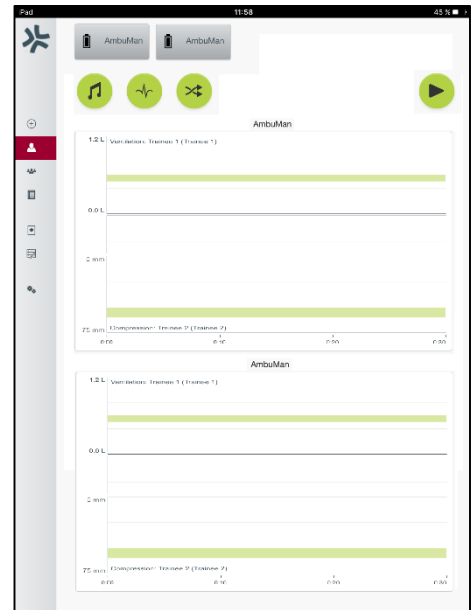 iPad 11:58 45 %
AmbuMan AmbuMan
AmbuMan
1.2 L Ventilation: Trainee 1 (Trainee 1)
0.0 L
0 mm
75 mm Compression: Trainee 2 (Trainee 2)
0:00 0:10 0:20 0:30
AmbuMan
1.2 L Ventilation: Trainee 1 (Trainee 1)
0.0 L
0 mm
75 mm Compression: Trainee 2 (Trainee 2)
0:00 0:10 0:20 0:30